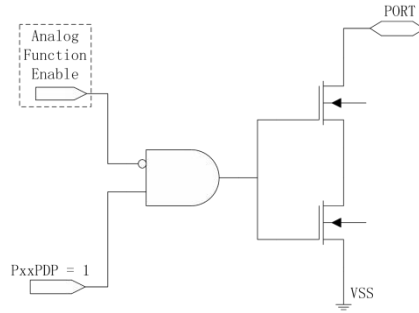 PORT
Analog
Function
Enable
PxxPDP = 1
VSS